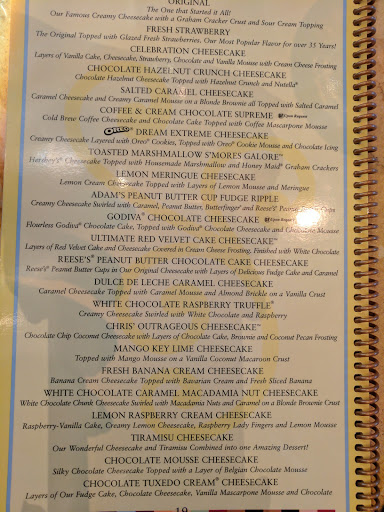 ORIGINAL
The One that Started it All!
Our Famous Creamy Cheesecake with a Graham Cracker Crust and Sour Cream Topping
FRESH STRAWBERRY
The Original Topped with Glazed Fresh Strawberries, Our Most Popular Flavor for over 35 Years!
CELEBRATION CHEESECAKE
Layers of Vanilla Cake, Cheesecake, Strawberry, Chocolate and Vanilla Mousse with Cream Cheese Frosting
CHOCOLATE HAZELNUT CRUNCH CHEESECAKE
Chocolate Hazelnut Cheesecake Topped with Hazelnut Crunch and Nutella®
SALTED CARAMEL CHEESECAKE
Caramel Cheesecake and Creamy Caramel Mousse on a Blonde Brownie all Topped with Salted Caramel
COFFEE & CREAM CHOCOLATE SUPREME
Cold Brew Coffee Cheesecake and Chocolate Cake Topped with Coffee Mascarpone Mousse
OREO® DREAM EXTREME CHEESECAKE
Creamy Cheesecake Layered with Oreo® Cookies, Topped with Oreo® Cookie Mousse and Chocolate Icing
TOASTED MARSHMALLOW S'MORES GALORE™
Hershey's® Cheesecake Topped with Homemade Marshmallow and Honey Maid® Graham Crackers
LEMON MERINGUE CHEESECAKE
Lemon Cream Cheesecake Topped with Layers of Lemon Mousse and Meringue
ADAM'S PEANUT BUTTER CUP FUDGE RIPPLE
Creamy Cheesecake Swirled with Caramel, Peanut Butter, Butterfinger® and Reese's® Peanut Butter Cups
GODIVA® CHOCOLATE CHEESECAKE
Flourless Godiva® Chocolate Cake, Topped with Godiva® Chocolate Cheesecake and Chocolate Mousse
ULTIMATE RED VELVET CAKE CHEESECAKE™
Layers of Red Velvet Cake and Cheesecake Covered in Cream Cheese Frosting, Finished with White Chocolate
REESE'S® PEANUT BUTTER CHOCOLATE CAKE CHEESECAKE
Reese's® Peanut Butter Cups in Our Original Cheesecake with Layers of Delicious Fudge Cake and Caramel
DULCE DE LECHE CARAMEL CHEESECAKE
Caramel Cheesecake Topped with Caramel Mousse and Almond Brickle on a Vanilla Crust
WHITE CHOCOLATE RASPBERRY TRUFFLE®
Creamy Cheesecake Swirled with White Chocolate and Raspberry
CHRIS' OUTRAGEOUS CHEESECAKE™
Chocolate Chip Coconut Cheesecake with Layers of Chocolate Cake, Brownie and Coconut Pecan Frosting
MANGO KEY LIME CHEESECAKE
Topped with Mango Mousse on a Vanilla Coconut Macaroon Crust
FRESH BANANA CREAM CHEESECAKE
Banana Cream Cheesecake Topped with Bavarian Cream and Fresh Sliced Banana
WHITE CHOCOLATE CARAMEL MACADAMIA NUT CHEESECAKE
White Chocolate Chunk Cheesecake Swirled with Macadamia Nuts and Caramel on a Blonde Brownie Crust
LEMON RASPBERRY CREAM CHEESECAKE
Raspberry-Vanilla Cake, Creamy Lemon Cheesecake, Raspberry Lady Fingers and Lemon Mousse
TIRAMISU CHEESECAKE
Our Wonderful Cheesecake and Tiramisu Combined into one Amazing Dessert!
CHOCOLATE MOUSSE CHEESECAKE
Silky Chocolate Cheesecake Topped with a Layer of Belgian Chocolate Mousse
CHOCOLATE TUXEDO CREAM® CHEESECAKE
Layers of Our Fudge Cake, Chocolate Cheesecake, Vanilla Mascarpone Mousse and Chocolate
19